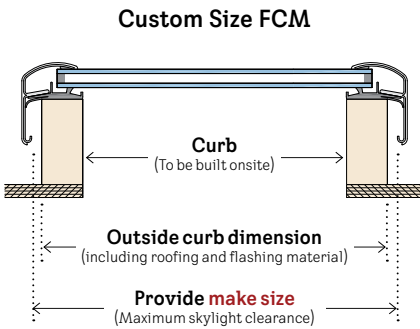 Custom Size FCM
Curb
(To be built onsite)
Outside curb dimension
(including roofing and flashing material)
Provide make size
(Maximum skylight clearance)